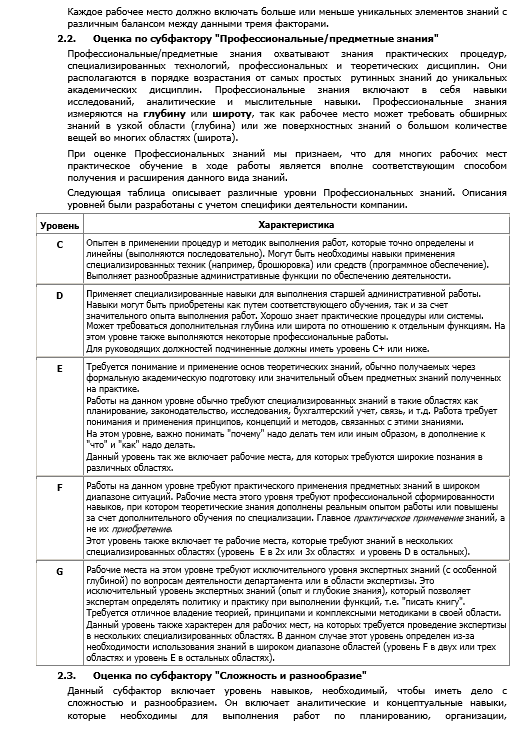 Каждое рабочее место должно включать больше или меньше уникальных элементов знаний с
различным балансом между данными тремя факторами.
2.2. Оценка по субфактору "Профессиональные/предметные знания"
Профессиональные/предметные знания охватывают знания практических процедур,
специализированных технологий, профессиональных и теоретических дисциплин. Они
располагаются в порядке возрастания от самых простых рутинных знаний до уникальных
академических дисциплин. Профессиональные знания включают в себя навыки
исследований, аналитические и мыслительные навыки. Профессиональные знания
измеряются на глубину или широту, так как рабочее место может требовать обширных
знаний в узкой области (глубина) или же поверхностных знаний о большом количестве
вещей во многих областях (широта).
При оценке Профессиональных знаний мы признаем, что для многих рабочих мест
практическое обучение в ходе работы является вполне соответствующим способом
получения и расширения данного вида знаний.
Следующая таблица описывает различные уровни Профессиональных знаний. Описания
уровней были разработаны с учетом специфики деятельности компании.
Уровень Характеристика
C Опытен в применении процедур и методик выполнения работ, которые точно определены и
линейны (выполняются последовательно). Могут быть необходимы навыки применения
специализированных техник (например, брошюровка) или средств (программное обеспечение).
Выполняет разнообразные административные функции по обеспечению деятельности.
D Применяет специализированные навыки для выполнения старшей административной работы.
Навыки могут быть приобретены как путем соответствующего обучения, так и за счет
значительного опыта выполнения работ. Хорошо знает практические процедуры или системы.
Может требоваться дополнительная глубина или широта по отношению к отдельным функциям. На
этом уровне также выполняются некоторые профессиональные работы.
Для руководящих должностей подчиненные должны иметь уровень C+ или ниже.
E Требуется понимание и применение основ теоретических знаний, обычно получаемых через
формальную академическую подготовку или значительный объем предметных знаний полученных
на практике.
Работы на данном уровне обычно требуют специализированных знаний в такие областях как
планирование, законодательство, исследования, бухгалтерский учет, связь, и т.д. Работа требует
понимания и применения принципов, концепций и методов, связанных с этими знаниями.
На этом уровне, важно понимать "почему" надо делать тем или иным образом, в дополнение к
"что" и "как" надо делать.
Данный уровень так же включает рабочие места, для которых требуются широкие познания в
различных областях.
F Работы на данном уровне требуют практического применения предметных знаний в широком
диапазоне ситуаций. Рабочие места этого уровня требуют профессиональной сформированности
навыков, при котором теоретические знания дополнены реальным опытом работы или повышены
за счет дополнительного обучения по специализации. Главное практическое применение знаний, а
не их приобретение.
Этот уровень также включает те рабочие места, которые требуют знаний в нескольких
специализированных областях (уровень E в 2х или 3х областях и уровень D в остальных).
G Рабочие места на этом уровне требуют исключительного уровня экспертных знаний (с особенной
глубиной) по вопросам деятельности департамента или в области экспертизы. Это
исключительный уровень экспертных знаний (опыт и глубокие знания), который позволяет
экспертам определять политику и практику при выполнении функций, т.е. "писать книгу".
Требуется отличное владение теорией, принципами и комплексными методиками в своей области.
Данный уровень также характерен для рабочих мест, на которых требуется проведение экспертизы
в нескольких специализированных областях. В данном случае этот уровень определен из-за
необходимости использования знаний в широком диапазоне областей (уровень F в двух или трех
областях и уровень E в остальных областях).
2.3. Оценка по субфактору "Сложность и разнообразие"
Данный субфактор включает уровень навыков, необходимый, чтобы иметь дело с
сложностью и разнообразием. Он включает аналитические и концептуальные навыки,
которые необходимы для выполнения работ по планированию, организации,